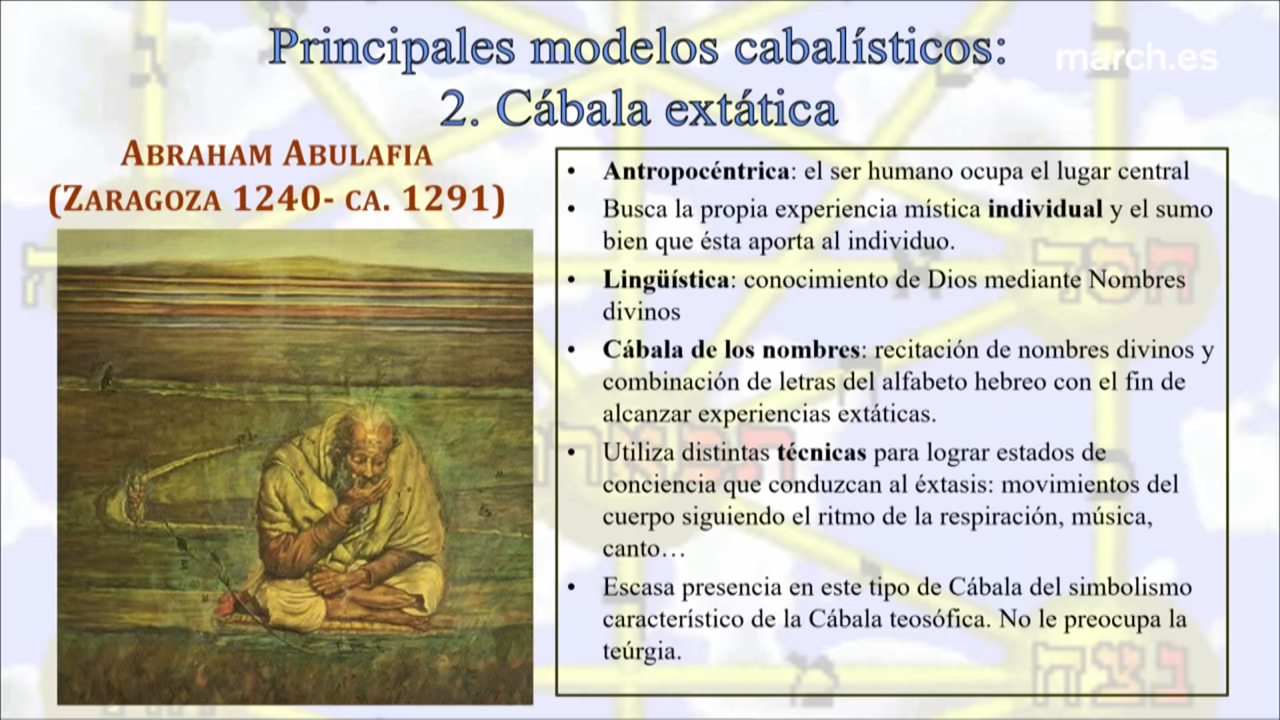 Principales modelos cabalísticos:
2. Cábala extática
march.es
ABRAHAM ABULAFIA
(ZARAGOZA 1240- CA. 1291)
• Antropocéntrica: el ser humano ocupa el lugar central
• Busca la propia experiencia mística individual y el sumo
bien que ésta aporta al individuo.
• Lingüística: conocimiento de Dios mediante Nombres
divinos
• Cábala de los nombres: recitación de nombres divinos y
combinación de letras del alfabeto hebreo con el fin de
alcanzar experiencias extáticas.
• Utiliza distintas técnicas para lograr estados de
conciencia que conduzcan al éxtasis: movimientos del
cuerpo siguiendo el ritmo de la respiración, música,
canto…
• Escasa presencia en este tipo de Cábala del simbolismo
característico de la Cábala teosófica. No le preocupa la
teúrgia.
חסד
תפארת
נצח